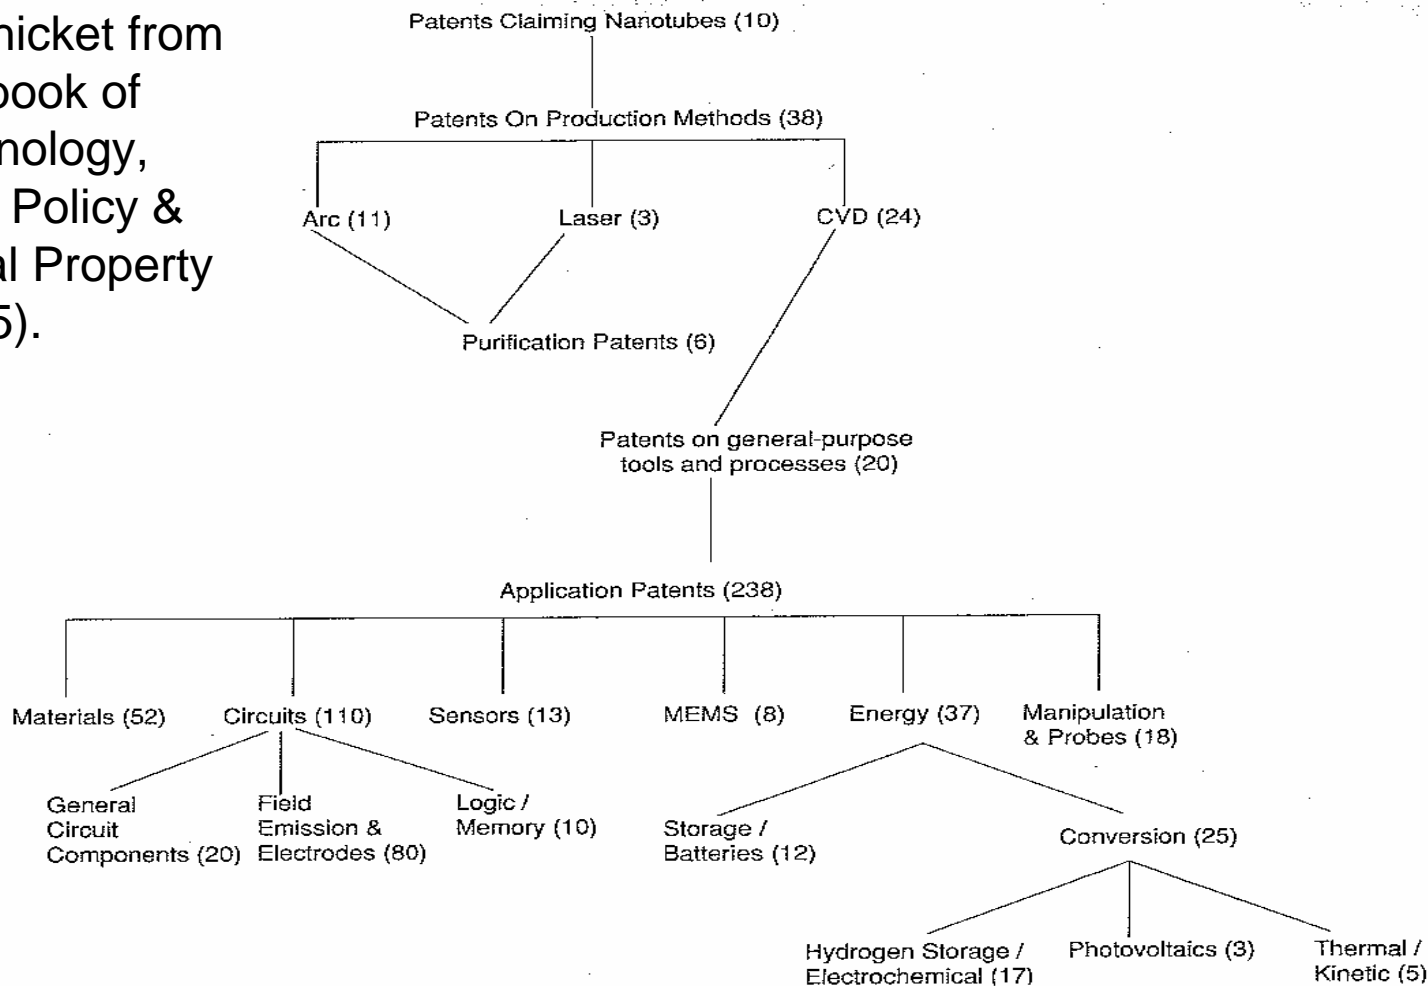 nicket from
book of
nology,
Policy &
al Property
5).
Patents Claiming Nanotubes (10)
Patents On Production Methods (38)
Arc (11)
Laser (3)
CVD (24)
Purification Patents (6)
Patents on general-purpose
tools and processes (20)
Application Patents (238)
Materials (52)
Circuits (110)
Sensors (13)
MEMS (8)
Energy (37)
Manipulation
& Probes (18)
General
Circuit
Components (20)
Field
Emission &
Electrodes (80)
Logic /
Memory (10)
Storage /
Batteries (12)
Conversion (25)
Hydrogen Storage /
Electrochemical (17)
Photovoltaics (3)
Thermal /
Kinetic (5)